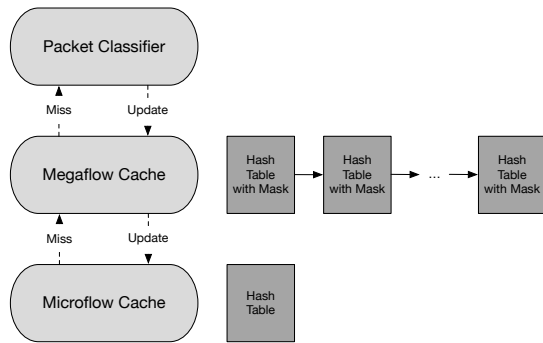 Packet Classifier
Miss
Update
Megaflow Cache
Hash
Table
with Mask
Hash
Table
with Mask
...
Hash
Table
with Mask
Miss
Update
Microflow Cache
Hash
Table